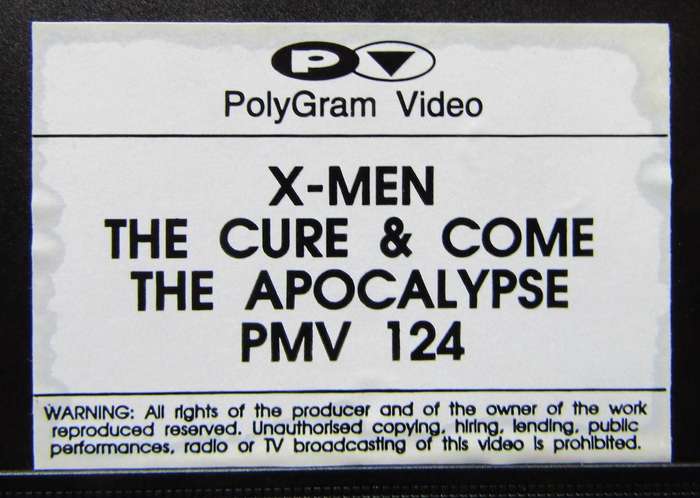 P
PolyGram Video
X-MEN
THE CURE & COME
THE APOCALYPSE
PMV 124
WARNING: All rights of the producer and of the owner of the work
reproduced reserved. Unauthorised copying, hiring, lending, public
performances, radio or TV broadcasting of this video is prohibited.